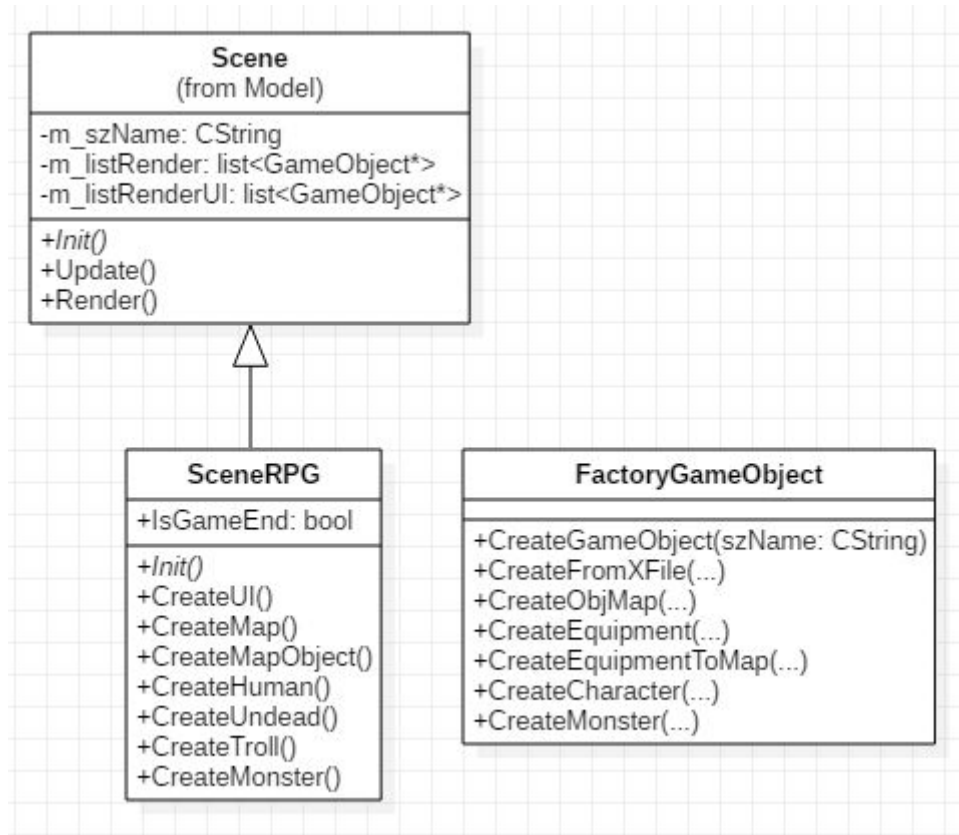 Scene
(from Model)
-m_szName: CString
-m_listRender: list<GameObject*>
-m_listRenderUI: list<GameObject*>
+Init()
+Update()
+Render()
SceneRPG
+IsGameEnd: bool
+Init()
+CreateUI()
+CreateMap()
+CreateMapObject()
+CreateHuman()
+CreateUndead()
+CreateTroll()
+CreateMonster()
FactoryGameObject
+CreateGameObject(szName: CString)
+CreateFromXFile(...)
+CreateObjMap(...)
+CreateEquipment(...)
+CreateEquipmentToMap(...)
+CreateCharacter(...)
+CreateMonster(...)